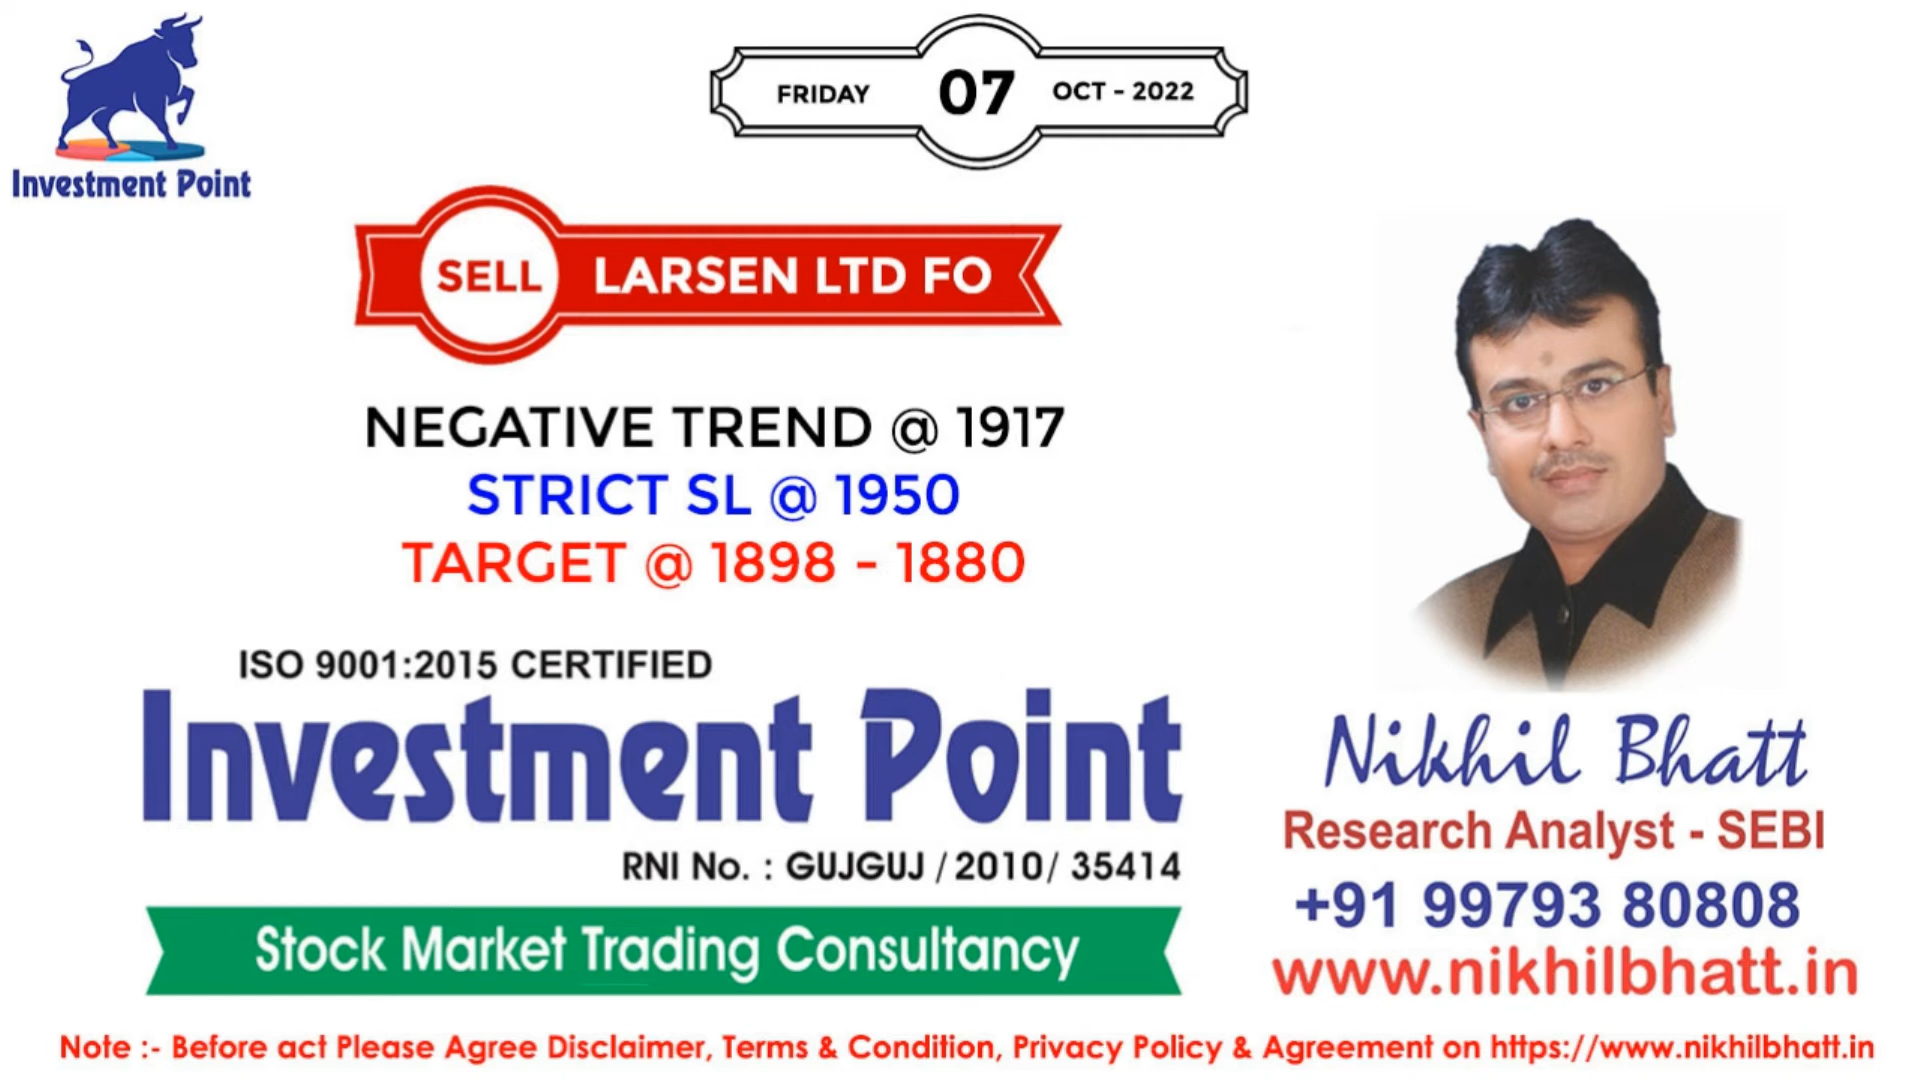 FRIDAY 07 OCT - 2022
Investment Point
SELL LARSEN LTD FO
NEGATIVE TREND @ 1917
STRICT SL @ 1950
TARGET @ 1898 - 1880
ISO 9001:2015 CERTIFIED
Investment Point
RNI No. : GUJGUJ / 2010/ 35414
Stock Market Trading Consultancy
Nikhil Bhatt
Research Analyst - SEBI
+91 99793 80808
www.nikhilbhatt.in
Note :- Before act Please Agree Disclaimer, Terms & Condition, Privacy Policy & Agreement on https://www.nikhilbhatt.in